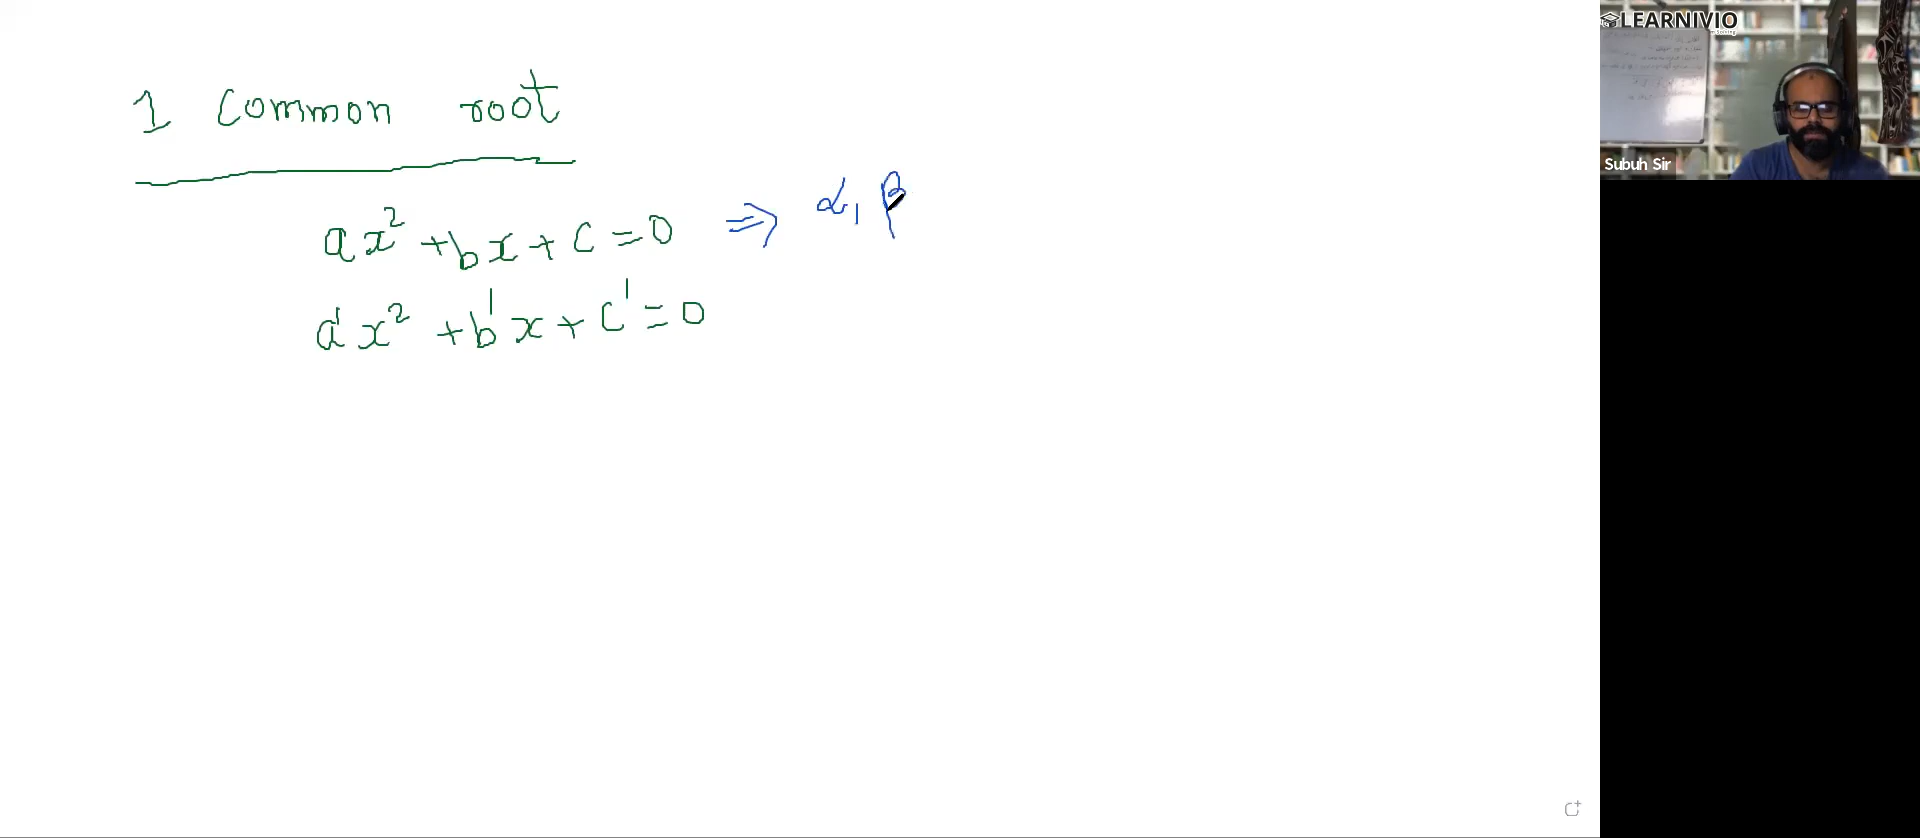 1 Common root
ax² + bx + c = 0 ⇒ α, β
a'x² + b'x + c' = 0
LEARNIVIO
Subuh Sir